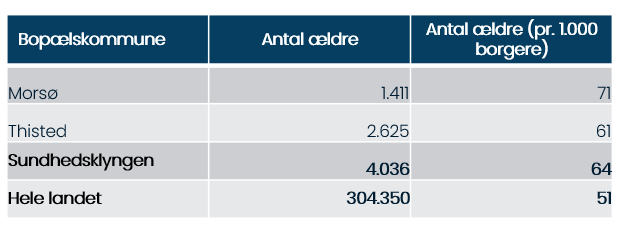 Bopælskommune Antal ældre Antal ældre (pr. 1.000
borgere)
Morsø 1.411 71
Thisted 2.625 61
Sundhedsklyngen 4.036 64
Hele landet 304.350 51